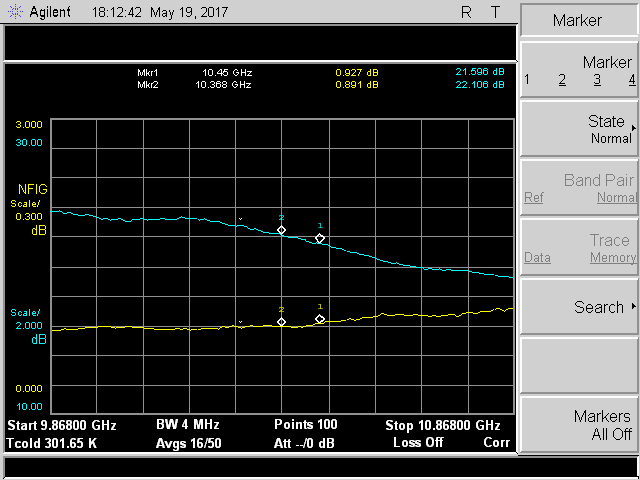 Agilent 18:12:42 May 19, 2017 R T
Marker
Mkr1 10.45 GHz 0.927 dB 21.596 dB
Mkr2 10.368 GHz 0.891 dB 22.106 dB
Marker
1 2 3 4
3.000
30.00
State
Normal
NFIG
Scale/
0.300
dB
Band Pair
Ref Normal
2 1
Trace
Data Memory
2 1
Search
Scale/
2.000
dB
0.000
10.00
Start 9.86800 GHz BW 4 MHz Points 100 Stop 10.86800 GHz
Tcold 301.65 K Avgs 16/50 Att --/0 dB Loss Off Corr
Markers
All Off